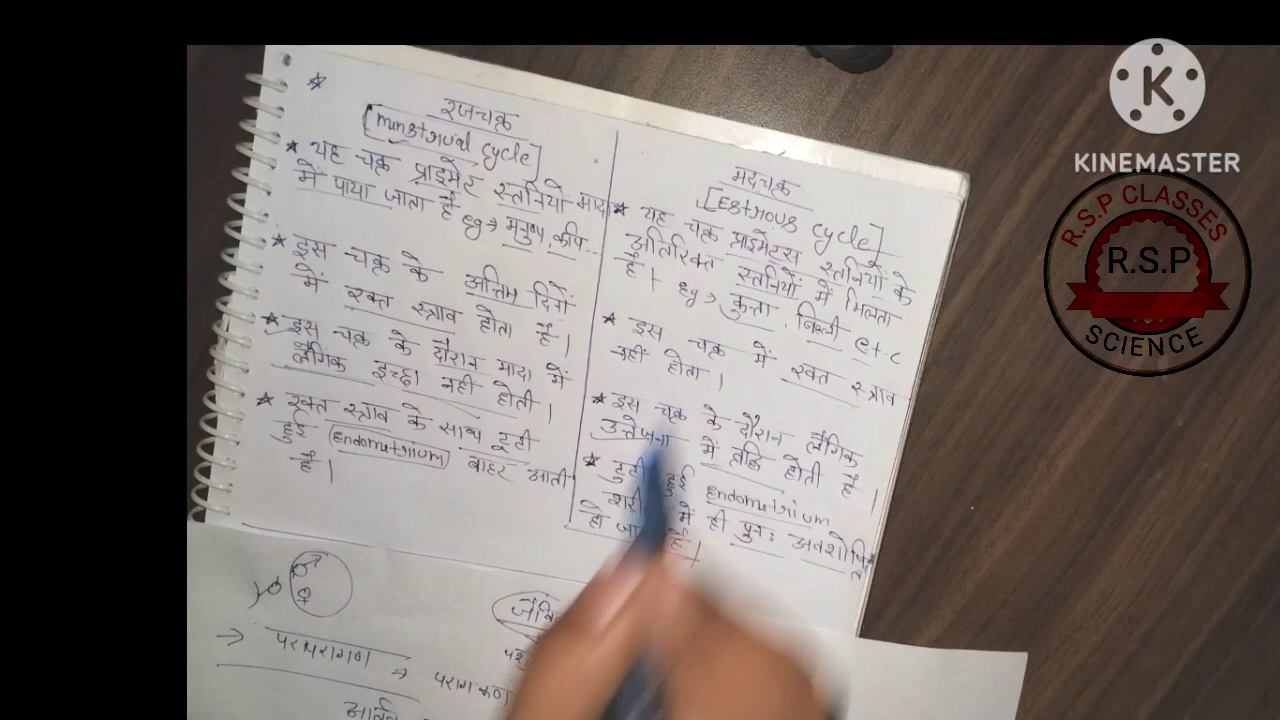 रजचक्र
[Menstrual cycle]
★ यह चक्र प्राइमेट स्तनियो मादा
में पाया जाता है eg → मनुष्य, कपि...
★ इस चक्र के अन्तिम दिनों
में रक्त स्त्राव होता है।
★ इस चक्र के दौरान मादा में
लैंगिक इच्छा नही होती।
★ रक्त स्त्राव के साथ टूटी
हुई endometrium बाहर आती
है।
मदचक्र
[Estrous cycle]
★ यह चक्र प्राइमेट्स स्तनियों के
अतिरिक्त स्तनियों में मिलता
है। eg → कुत्ता, बिल्ली etc
★ इस चक्र में रक्त स्त्राव
नहीं होता।
★ इस चक्र के दौरान लैंगिक
उत्तेजना में वृद्धि होती है।
★ टुटी हुई endometrium
में ही पुनः अवशोषित
हो है।
→ परपरागण
→ परागकण
KINEMASTER
R.S.P CLASSES
R.S.P
SCIENCE